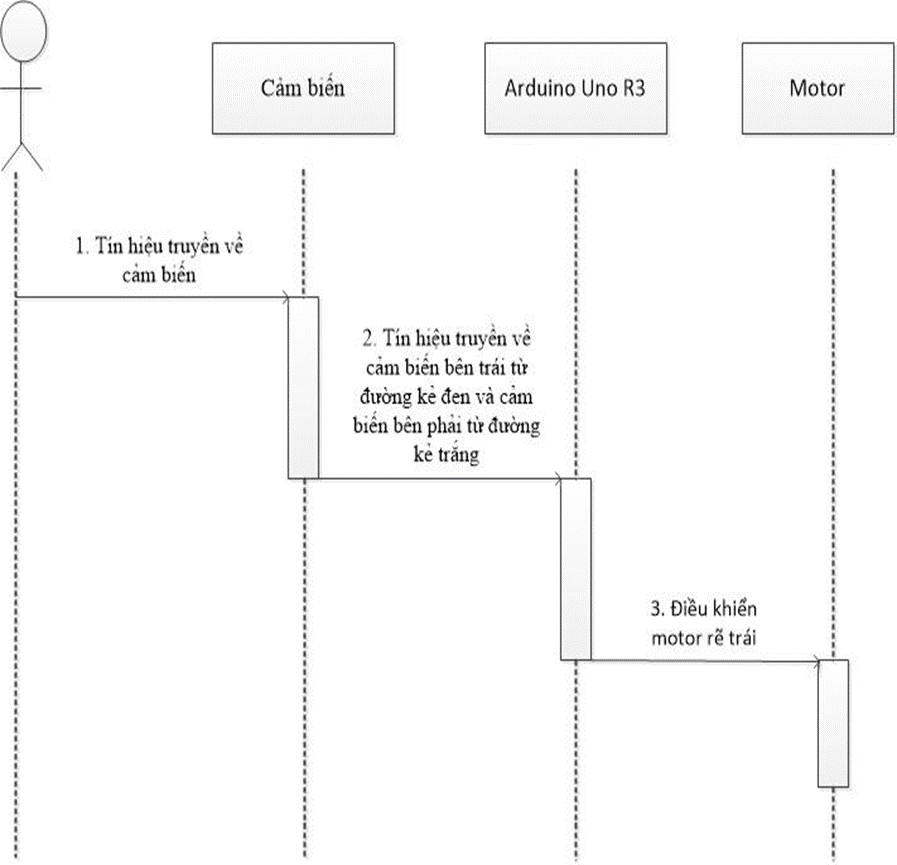 Cảm biến
Arduino Uno R3
Motor
1. Tín hiệu truyền về
cảm biến
2. Tín hiệu truyền về
cảm biến bên trái từ
đường kẻ đen và cảm
biến bên phải từ đường
kẻ trắng
3. Điều khiển
motor rẽ trái